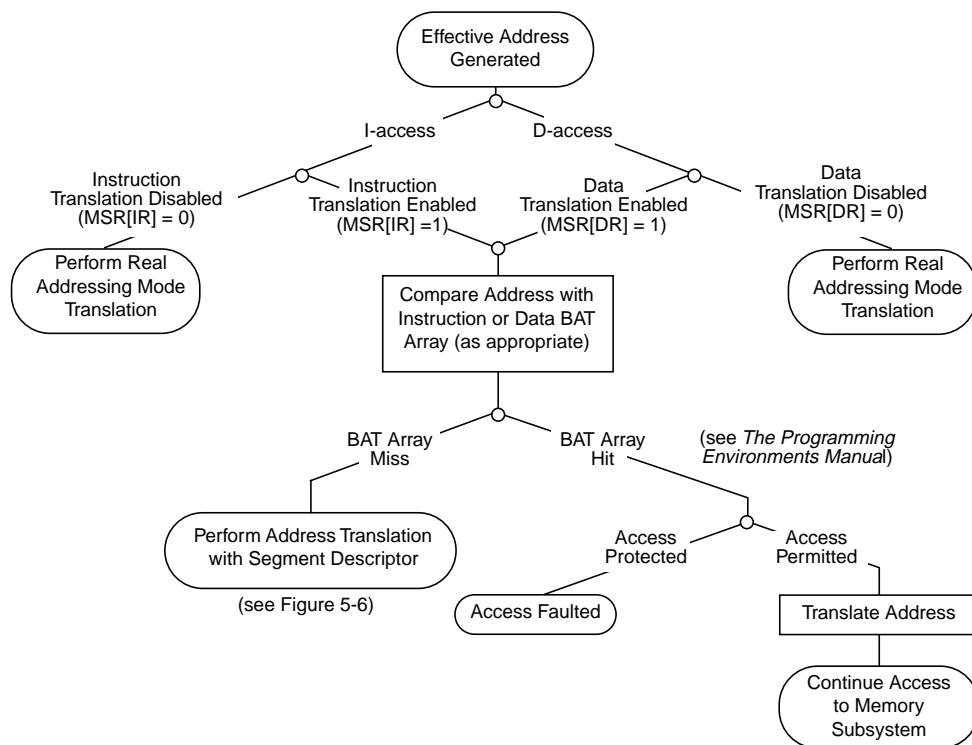 Effective Address
Generated
I-access
D-access
Instruction
Translation Disabled
(MSR[IR] = 0)
Instruction
Translation Enabled
(MSR[IR] =1)
Data
Translation Enabled
(MSR[DR] = 1)
Data
Translation Disabled
(MSR[DR] = 0)
Perform Real
Addressing Mode
Translation
Compare Address with
Instruction or Data BAT
Array (as appropriate)
Perform Real
Addressing Mode
Translation
BAT Array
Miss
BAT Array
Hit
(see The Programming
Environments Manual)
Perform Address Translation
with Segment Descriptor
(see Figure 5-6)
Access
Protected
Access
Permitted
Access Faulted
Translate Address
Continue Access
to Memory
Subsystem